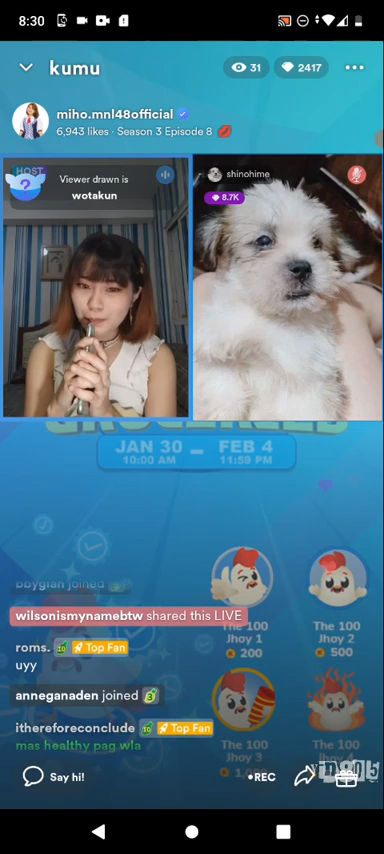 8:30
kumu
31
2417
miho.mnl48official
6,943 likes · Season 3 Episode 8
HOST
Viewer drawn is
wotakun
shinohime
8.7K
JAN 30 - FEB 4
10:00 AM 11:59 PM
bbygian joined
wilsonismynamebtw shared this LIVE
roms. 10 Top Fan
uyy
anneganaden joined 3
ithereforeconclude 10 Top Fan
mas healthy pag wla
The 100
Jhoy 1
200
The 100
Jhoy 2
500
The 100
Jhoy 3
The 100
Say hi!
•REC